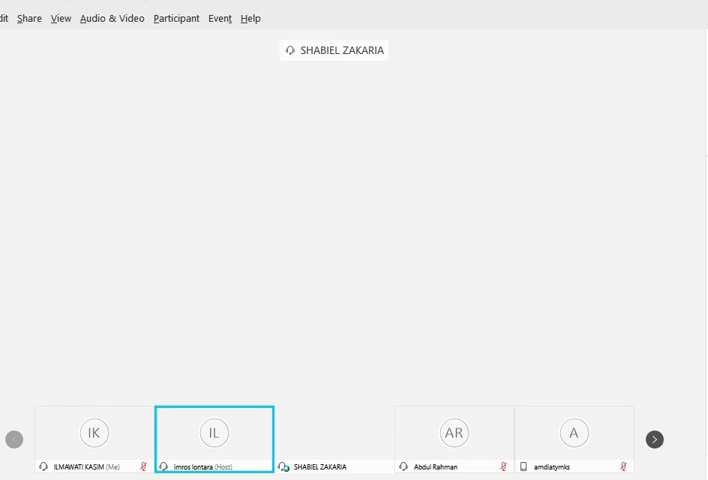 dit Share View Audio & Video Participant Event Help
SHABIEL ZAKARIA
IK IL AR A
ILMAWATI KASIM (Me) imros lontara (Host) SHABIEL ZAKARIA Abdul Rahman amdiatymks